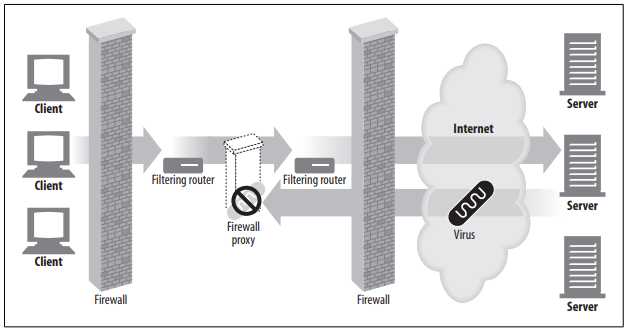 Client
Client
Client
Firewall
Filtering router
Firewall
proxy
Filtering router
Firewall
Internet
Virus
Server
Server
Server